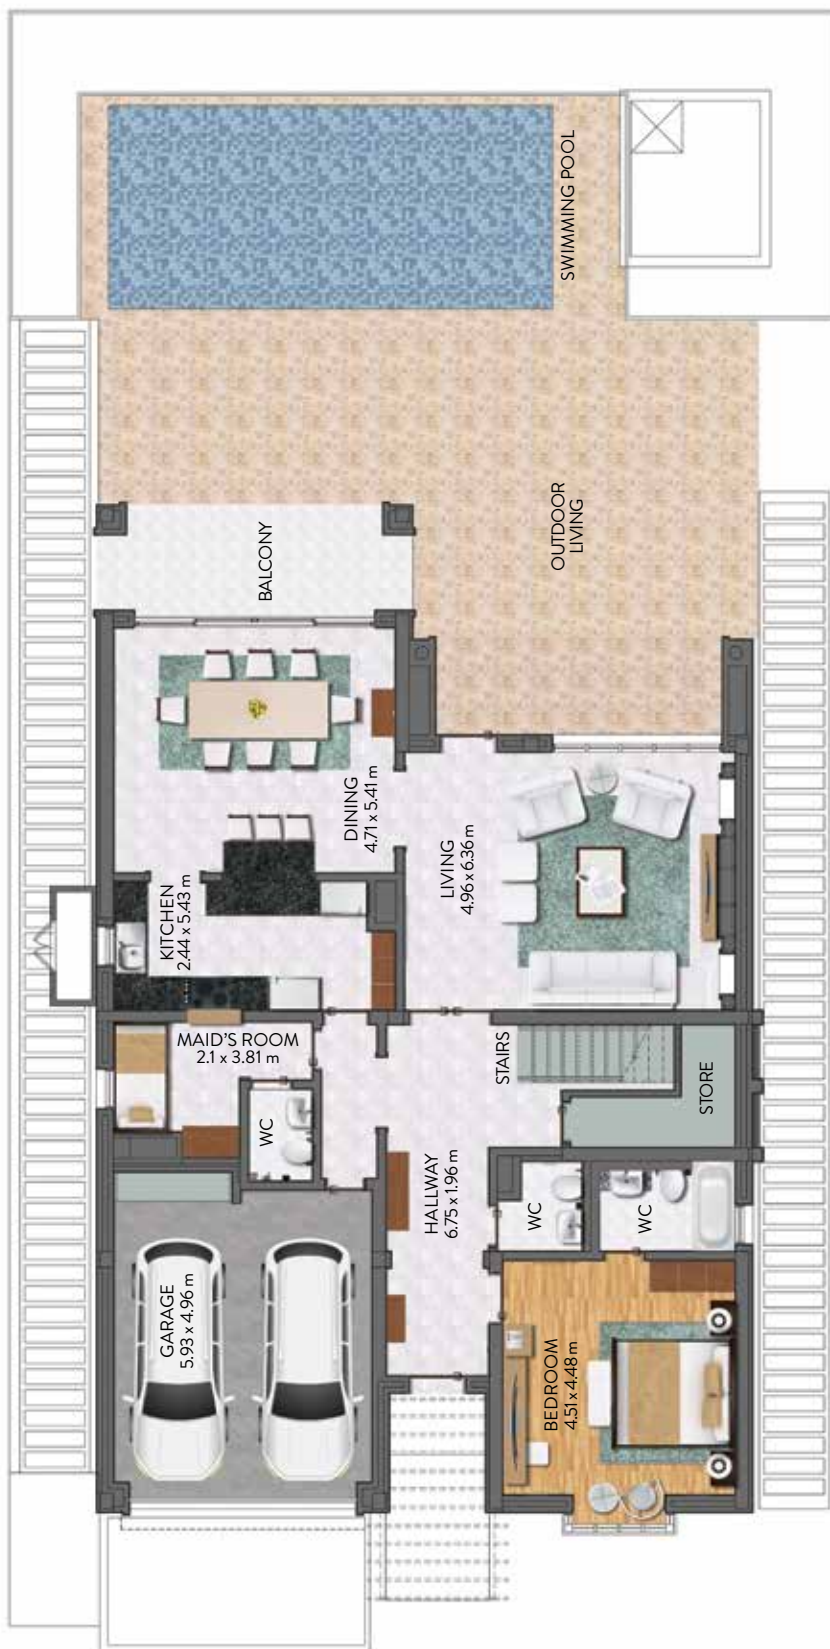 SWIMMING POOL
OUTDOOR
LIVING
BALCONY
DINING
4.71 x 5.41 m
KITCHEN
2.44 x 5.43 m
LIVING
4.96 x 6.36 m
MAID'S ROOM
2.1 x 3.81 m
WC
STAIRS
STORE
HALLWAY
6.75 x 1.96 m
WC
WC
GARAGE
5.93 x 4.96 m
BEDROOM
4.51 x 4.48 m